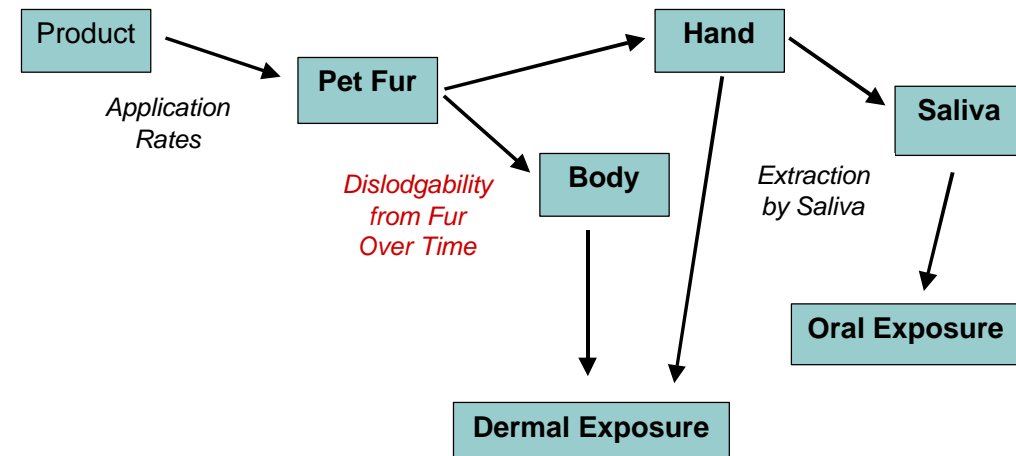 Product
Hand
Pet Fur
Application
Rates
Saliva
Dislodgability
from Fur
Over Time
Body
Extraction
by Saliva
Oral Exposure
Dermal Exposure